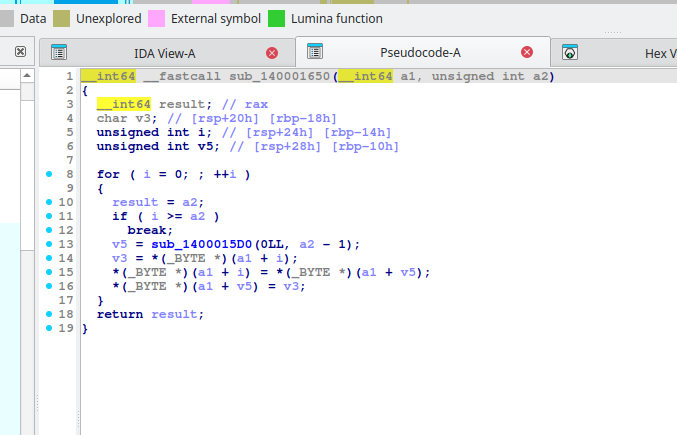 Data Unexplored External symbol Lumina function
IDA View-A Pseudocode-A Hex V
1 __int64 __fastcall sub_140001650(__int64 a1, unsigned int a2)
2 {
3 __int64 result; // rax
4 char v3; // [rsp+20h] [rbp-18h]
5 unsigned int i; // [rsp+24h] [rbp-14h]
6 unsigned int v5; // [rsp+28h] [rbp-10h]
7
8 for ( i = 0; ; ++i )
9 {
10 result = a2;
11 if ( i >= a2 )
12 break;
13 v5 = sub_1400015D0(0LL, a2 - 1);
14 v3 = *(_BYTE *)(a1 + i);
15 *(_BYTE *)(a1 + i) = *(_BYTE *)(a1 + v5);
16 *(_BYTE *)(a1 + v5) = v3;
17 }
18 return result;
19 }